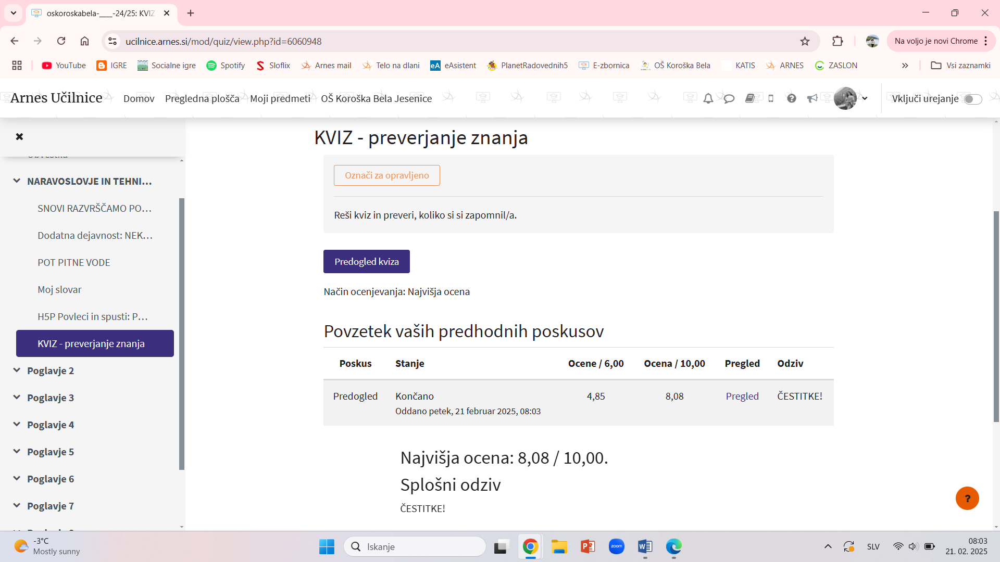 oskoroskabela-____-24/25: KVIZ
ucilnice.arnes.si/mod/quiz/view.php?id=6060948
Na voljo je novi Chrome
YouTube
IGRE
Socialne igre
Spotify
Sloflix
Arnes mail
Telo na dlani
eA eAsistent
PlanetRadovednih5
E-zbornica
OŠ Koroška Bela
KATIS
ARNES
ZASLON
Vsi zaznamki
Arnes Učilnice
Domov
Pregledna plošča
Moji predmeti
OŠ Koroška Bela Jesenice
Vključi urejanje
NARAVOSLOVJE IN TEHNI...
SNOVI RAZVRŠČAMO PO...
Dodatna dejavnost: NEK...
POT PITNE VODE
Moj slovar
H5P Povleci in spusti: P...
KVIZ - preverjanje znanja
Poglavje 2
Poglavje 3
Poglavje 4
Poglavje 5
Poglavje 6
Poglavje 7
KVIZ - preverjanje znanja
Označi za opravljeno
Reši kviz in preveri, koliko si si zapomnil/a.
Predogled kviza
Način ocenjevanja: Najvišja ocena
Povzetek vaših predhodnih poskusov
Poskus Stanje Ocene / 6,00 Ocena / 10,00 Pregled Odziv
Predogled Končano 4,85 8,08 Pregled ČESTITKE!
Oddano petek, 21 februar 2025, 08:03
Najvišja ocena: 8,08 / 10,00.
Splošni odziv
ČESTITKE!
?
-3°C
Mostly sunny
Iskanje
zoom
SLV
08:03
21. 02. 2025